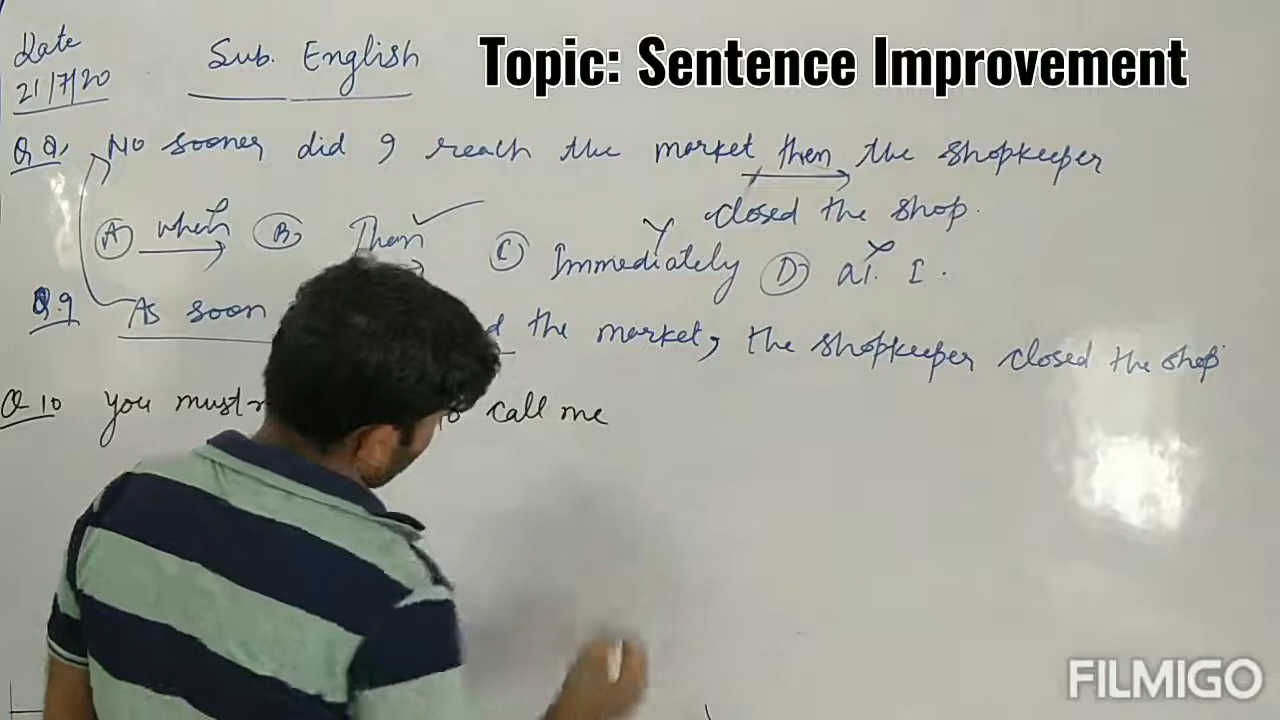 Date
21/7/20
Sub. English
Topic: Sentence Improvement
Q 8. No sooner did I reach the market then the shopkeeper
closed the shop.
A when B Than C Immediately D at. I.
Q.9 As soon the market, the shopkeeper closed the shop
Q 10 you must call me
FILMIGO